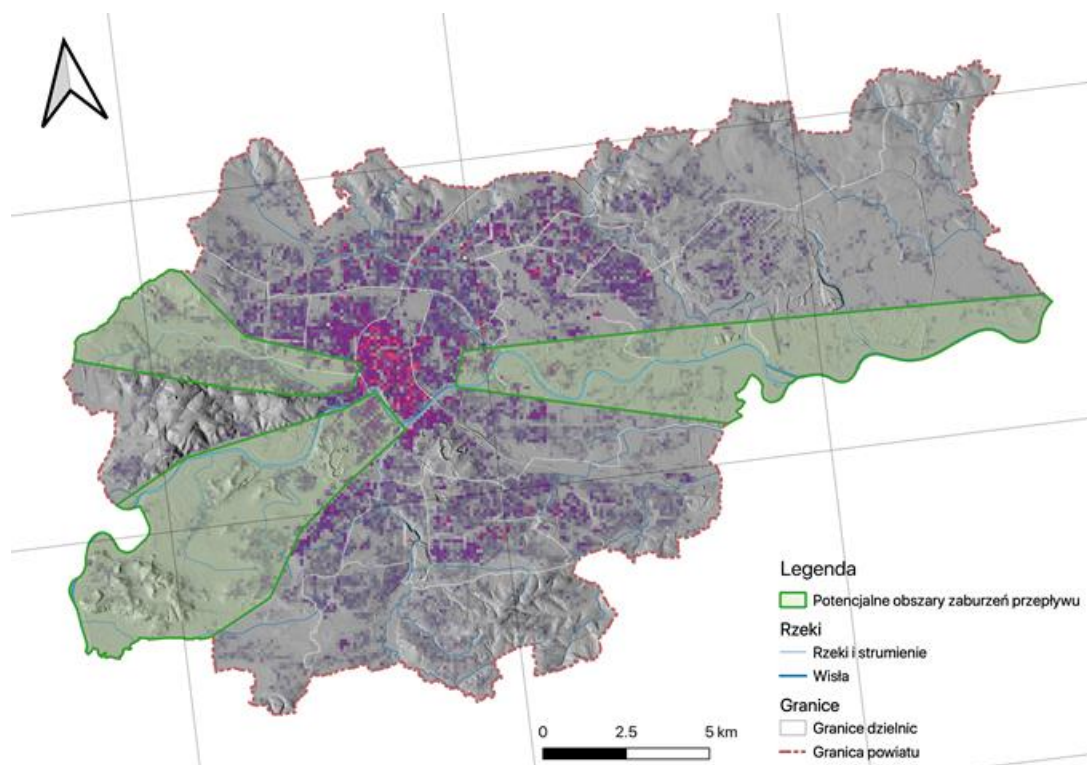 Legenda
Potencjalne obszary zaburzeń przepływu
Rzeki
Rzeki i strumienie
Wisła
Granice
Granice dzielnic
Granica powiatu
0 2.5 5 km